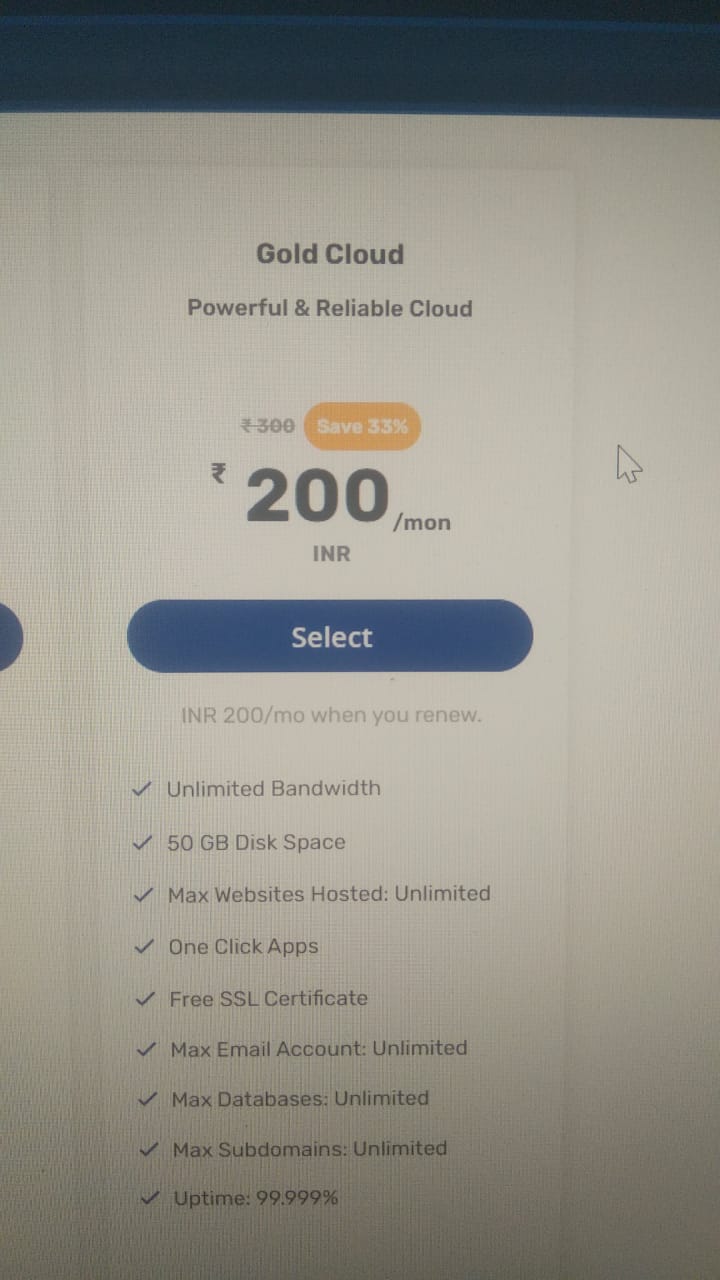 Gold Cloud
Powerful & Reliable Cloud
₹ 300 Save 33%
₹ 200 /mon
INR
Select
INR 200/mo when you renew.
Unlimited Bandwidth
50 GB Disk Space
Max Websites Hosted: Unlimited
One Click Apps
Free SSL Certificate
Max Email Account: Unlimited
Max Databases: Unlimited
Max Subdomains: Unlimited
Uptime: 99.999%